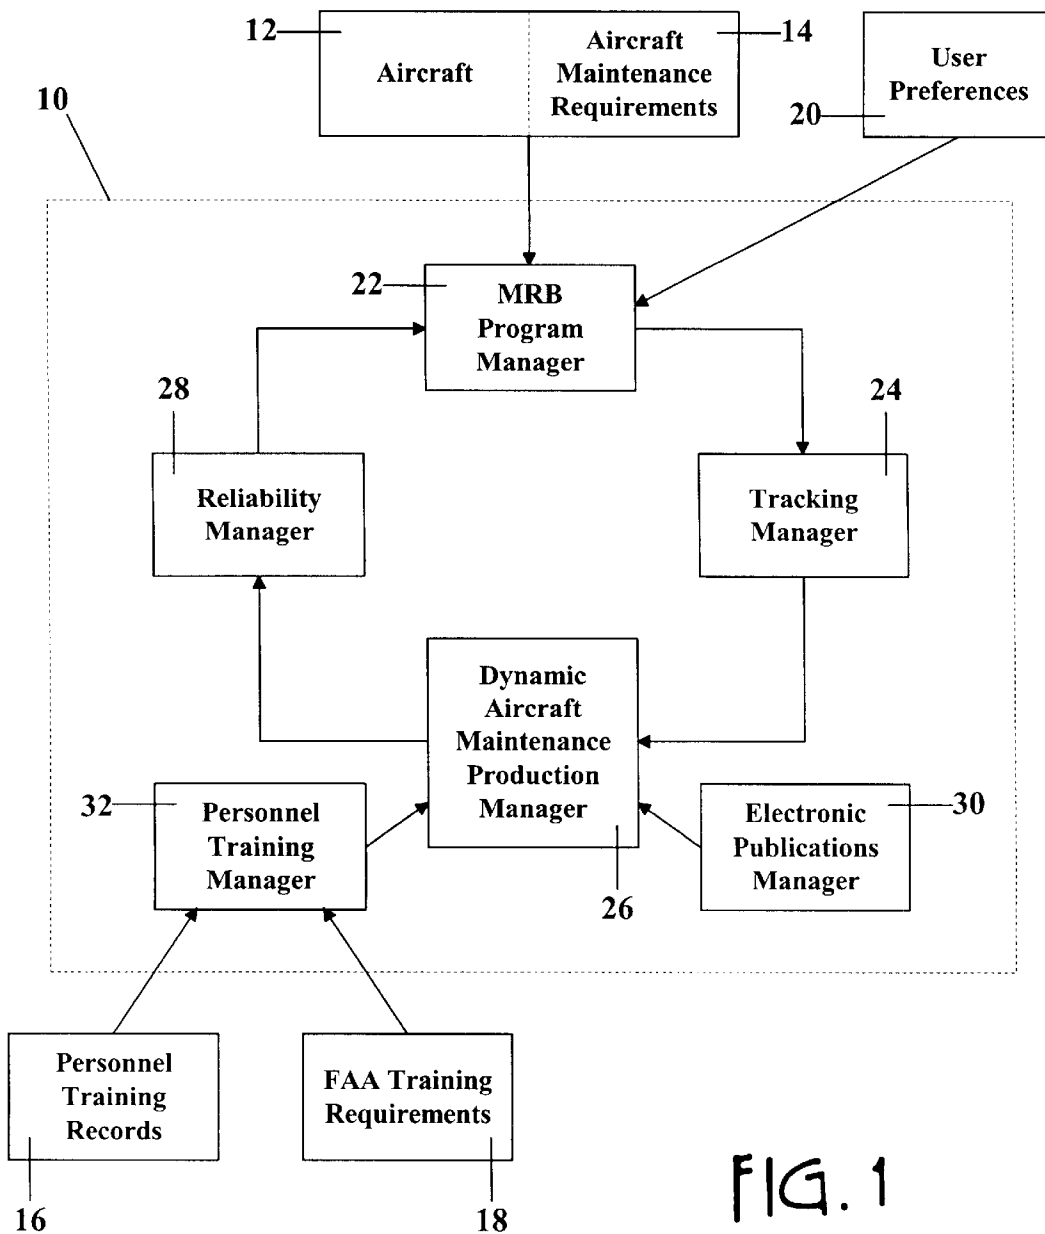 12
Aircraft
Aircraft
Maintenance
Requirements
14
User
Preferences
20
10
22
MRB
Program
Manager
28
Reliability
Manager
24
Tracking
Manager
Dynamic
Aircraft
Maintenance
Production
Manager
26
32
Personnel
Training
Manager
Electronic
Publications
Manager
30
Personnel
Training
Records
16
FAA Training
Requirements
18
FIG. 1